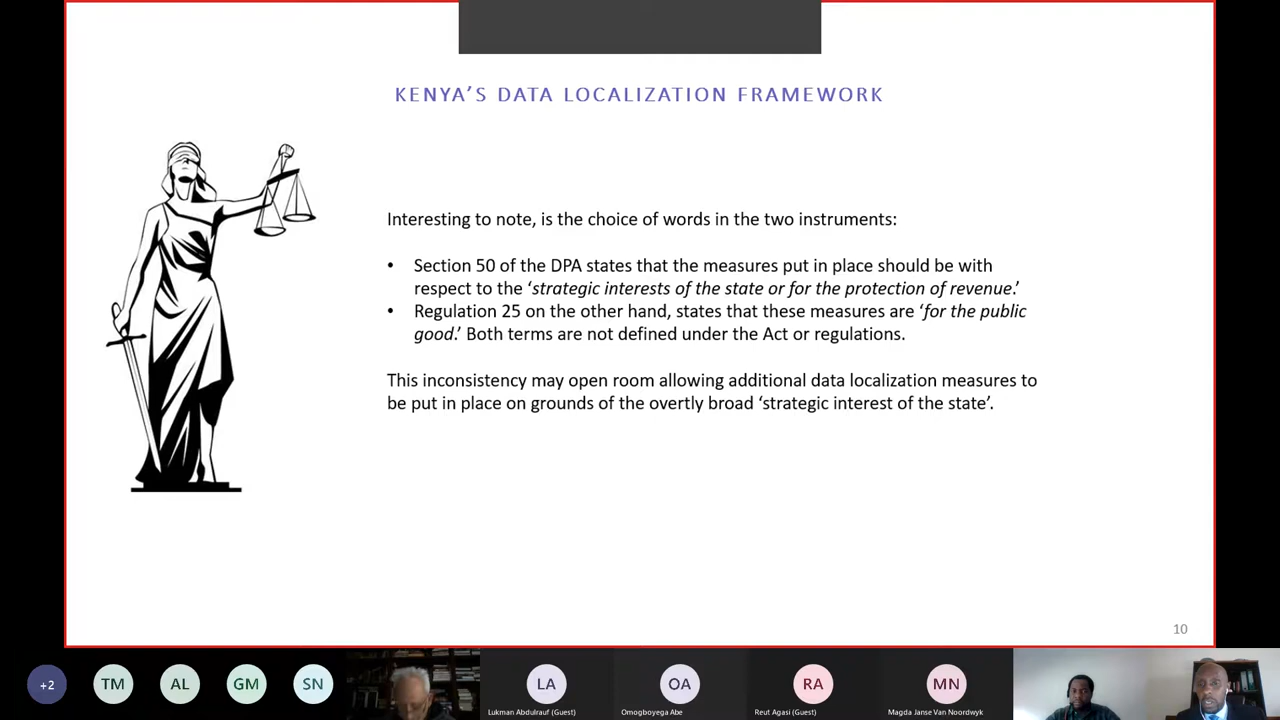 KENYA'S DATA LOCALIZATION FRAMEWORK
Interesting to note, is the choice of words in the two instruments:
• Section 50 of the DPA states that the measures put in place should be with
respect to the ‘strategic interests of the state or for the protection of revenue.’
• Regulation 25 on the other hand, states that these measures are ‘for the public
good.’ Both terms are not defined under the Act or regulations.
This inconsistency may open room allowing additional data localization measures to
be put in place on grounds of the overtly broad ‘strategic interest of the state’.
10
+2
TM
AL
GM
SN
LA
OA
RA
MN
Lukman Abdulrauf (Guest)
Omogboyega Abe
Reut Agasi (Guest)
Magda Janse Van Noordwyk